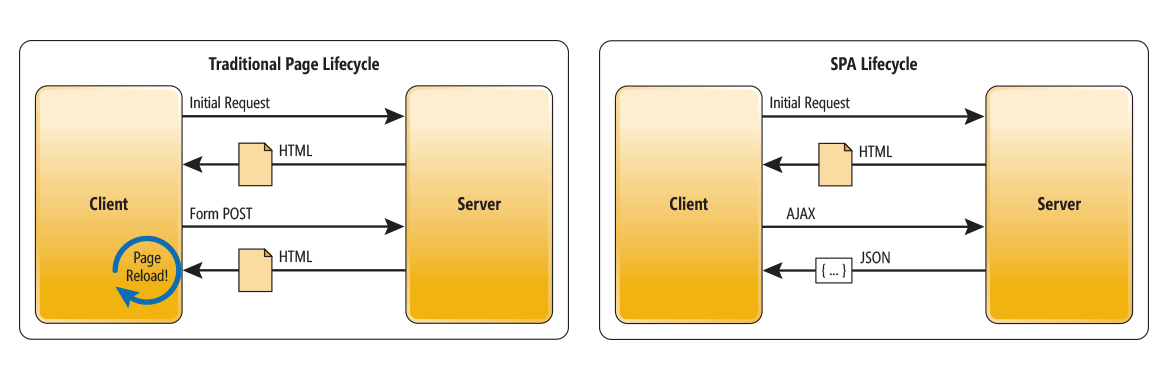 Traditional Page Lifecycle
Client
Initial Request
HTML
Form POST
HTML
Page
Reload!
Server
SPA Lifecycle
Client
Initial Request
HTML
AJAX
JSON
{ ... }
Server